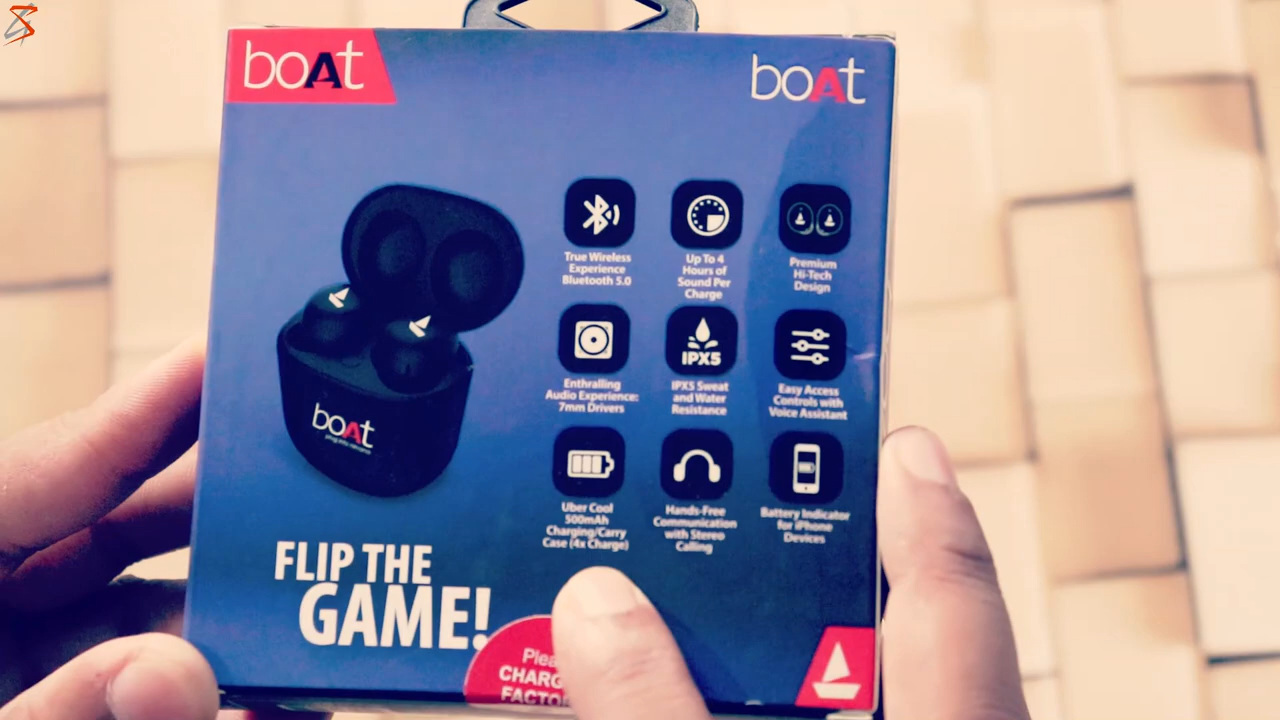 boAt
boAt
True Wireless
Experience
Bluetooth 5.0
Up To 4
Hours of
Sound Per
Charge
Premium
Hi-Tech
Design
IPX5
Enthralling
Audio Experience:
7mm Drivers
IPX5 Sweat
and Water
Resistance
Easy Access
Controls with
Voice Assistant
boAt
plug into nirvana
Uber Cool
500mAh
Charging/Carry
Case (4x Charge)
Hands-Free
Communication
with Stereo
Calling
Battery Indicator
for iPhone
Devices
FLIP THE
GAME!